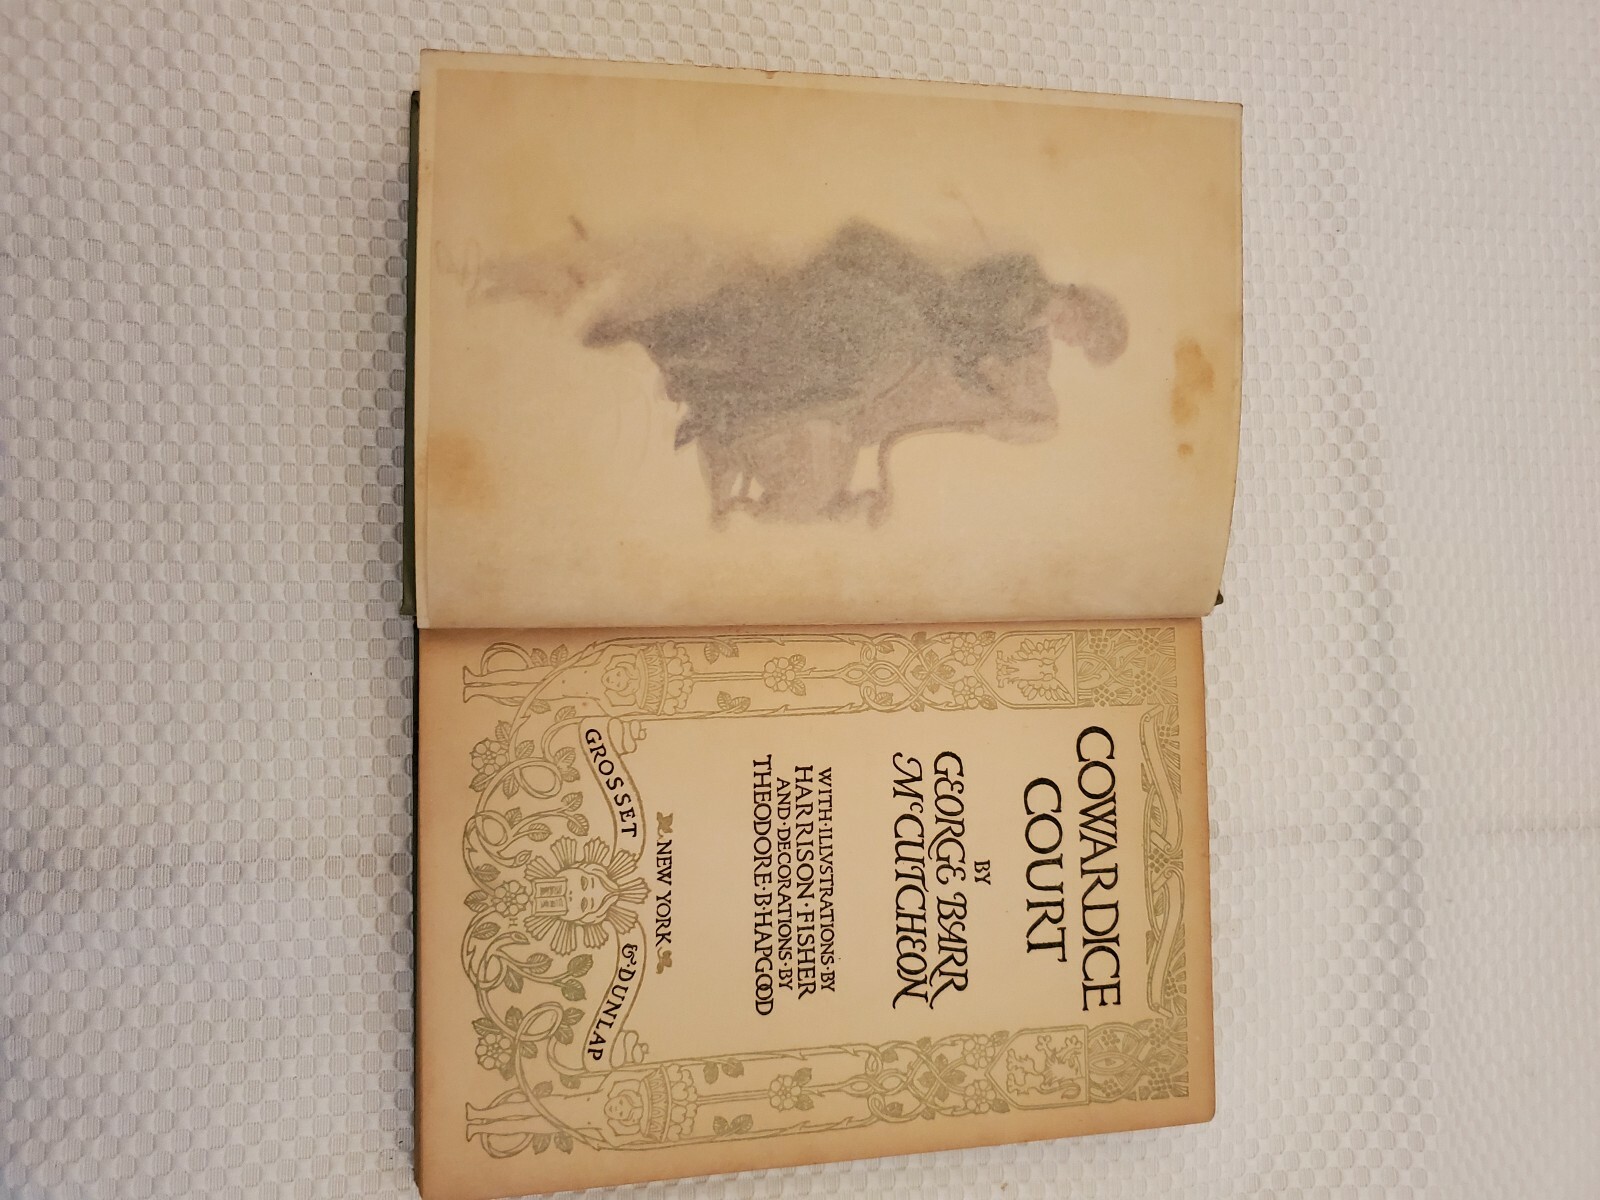 COWARDICE
COURT
BY
GEORGE BARR
McCUTCHEON
WITH·ILLVSTRATIONS·BY
HARRISON·FISHER
AND·DECORATIONS·BY
THEODORE·B·HAPGOOD
NEW YORK
GROSSET & DUNLAP